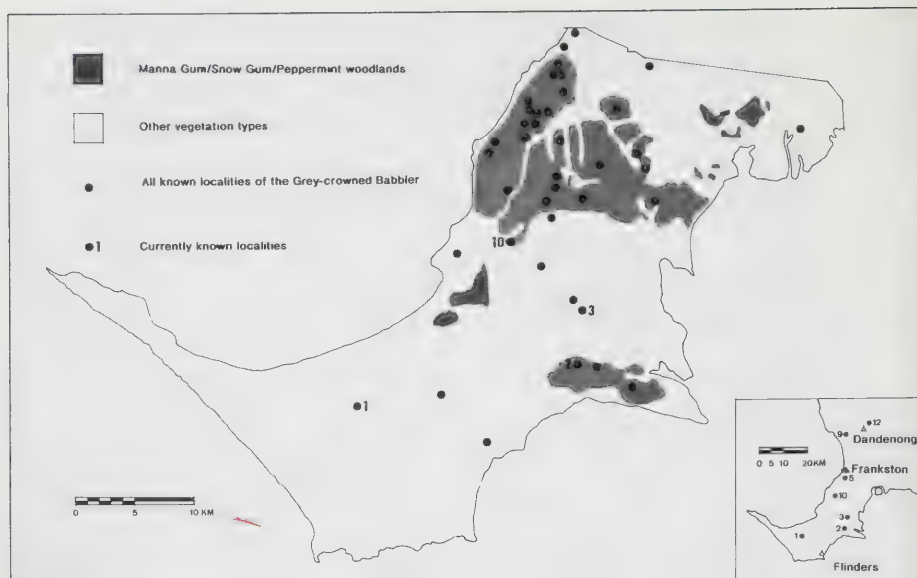 Manna Gum/Snow Gum/Peppermint woodlands
Other vegetation types
All known localities of the Grey-crowned Babbler
1 Currently known localities
10
3
2
1
0 5 10 KM
12
9
Dandenong
0 5 10 20KM
Frankston
5
10
3
2
1
Flinders